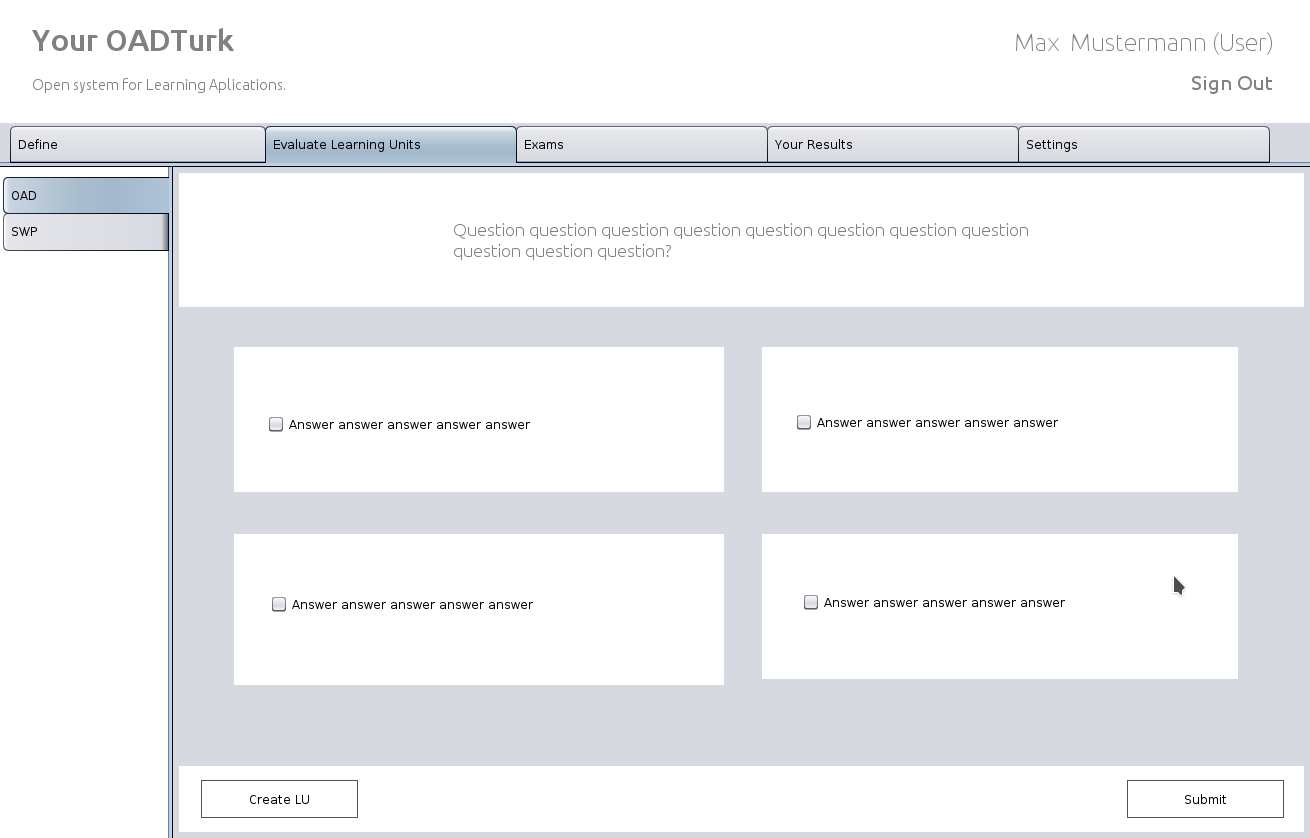 Your OADTurk
Max Mustermann (User)
Open system for Learning Aplications.
Sign Out
Define
Evaluate Learning Units
Exams
Your Results
Settings
OAD
SWP
Question question question question question question question question
question question question?
Answer answer answer answer answer
Answer answer answer answer answer
Answer answer answer answer answer
Answer answer answer answer answer
Create LU
Submit